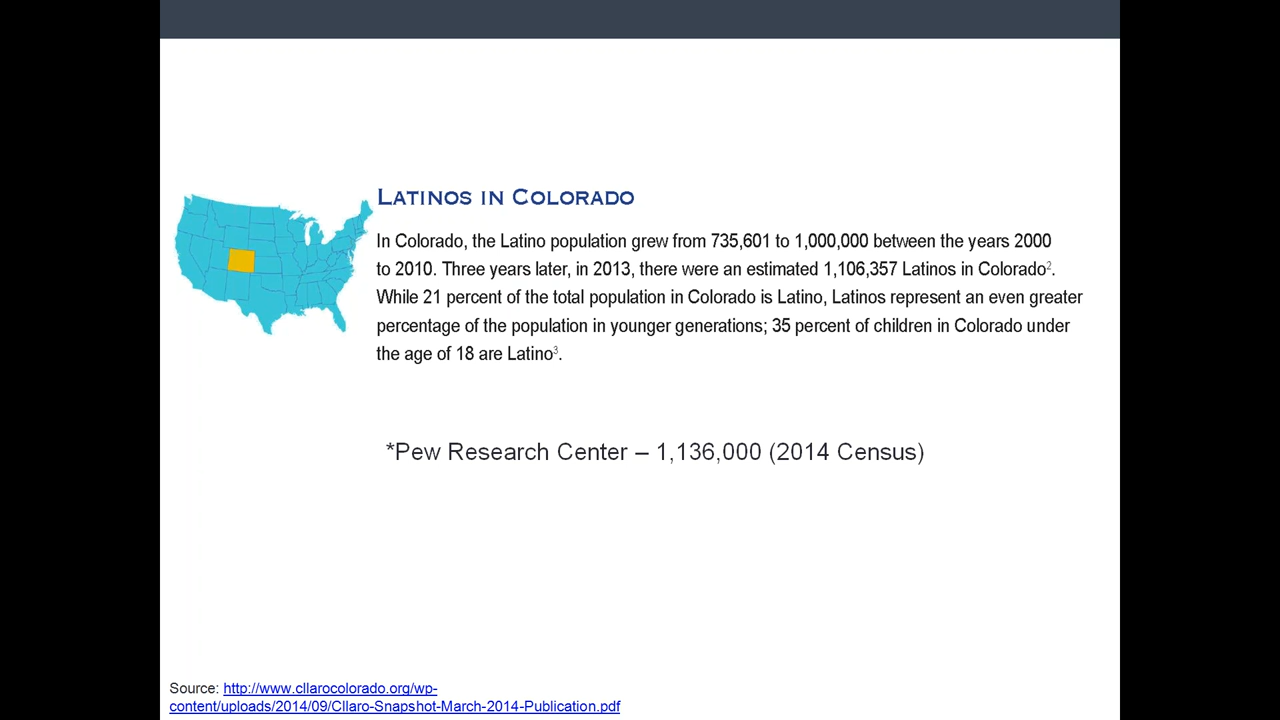 Latinos in Colorado
In Colorado, the Latino population grew from 735,601 to 1,000,000 between the years 2000
to 2010. Three years later, in 2013, there were an estimated 1,106,357 Latinos in Colorado².
While 21 percent of the total population in Colorado is Latino, Latinos represent an even greater
percentage of the population in younger generations; 35 percent of children in Colorado under
the age of 18 are Latino³.
*Pew Research Center – 1,136,000 (2014 Census)
Source: http://www.cllarocolorado.org/wp-
content/uploads/2014/09/Cllaro-Snapshot-March-2014-Publication.pdf